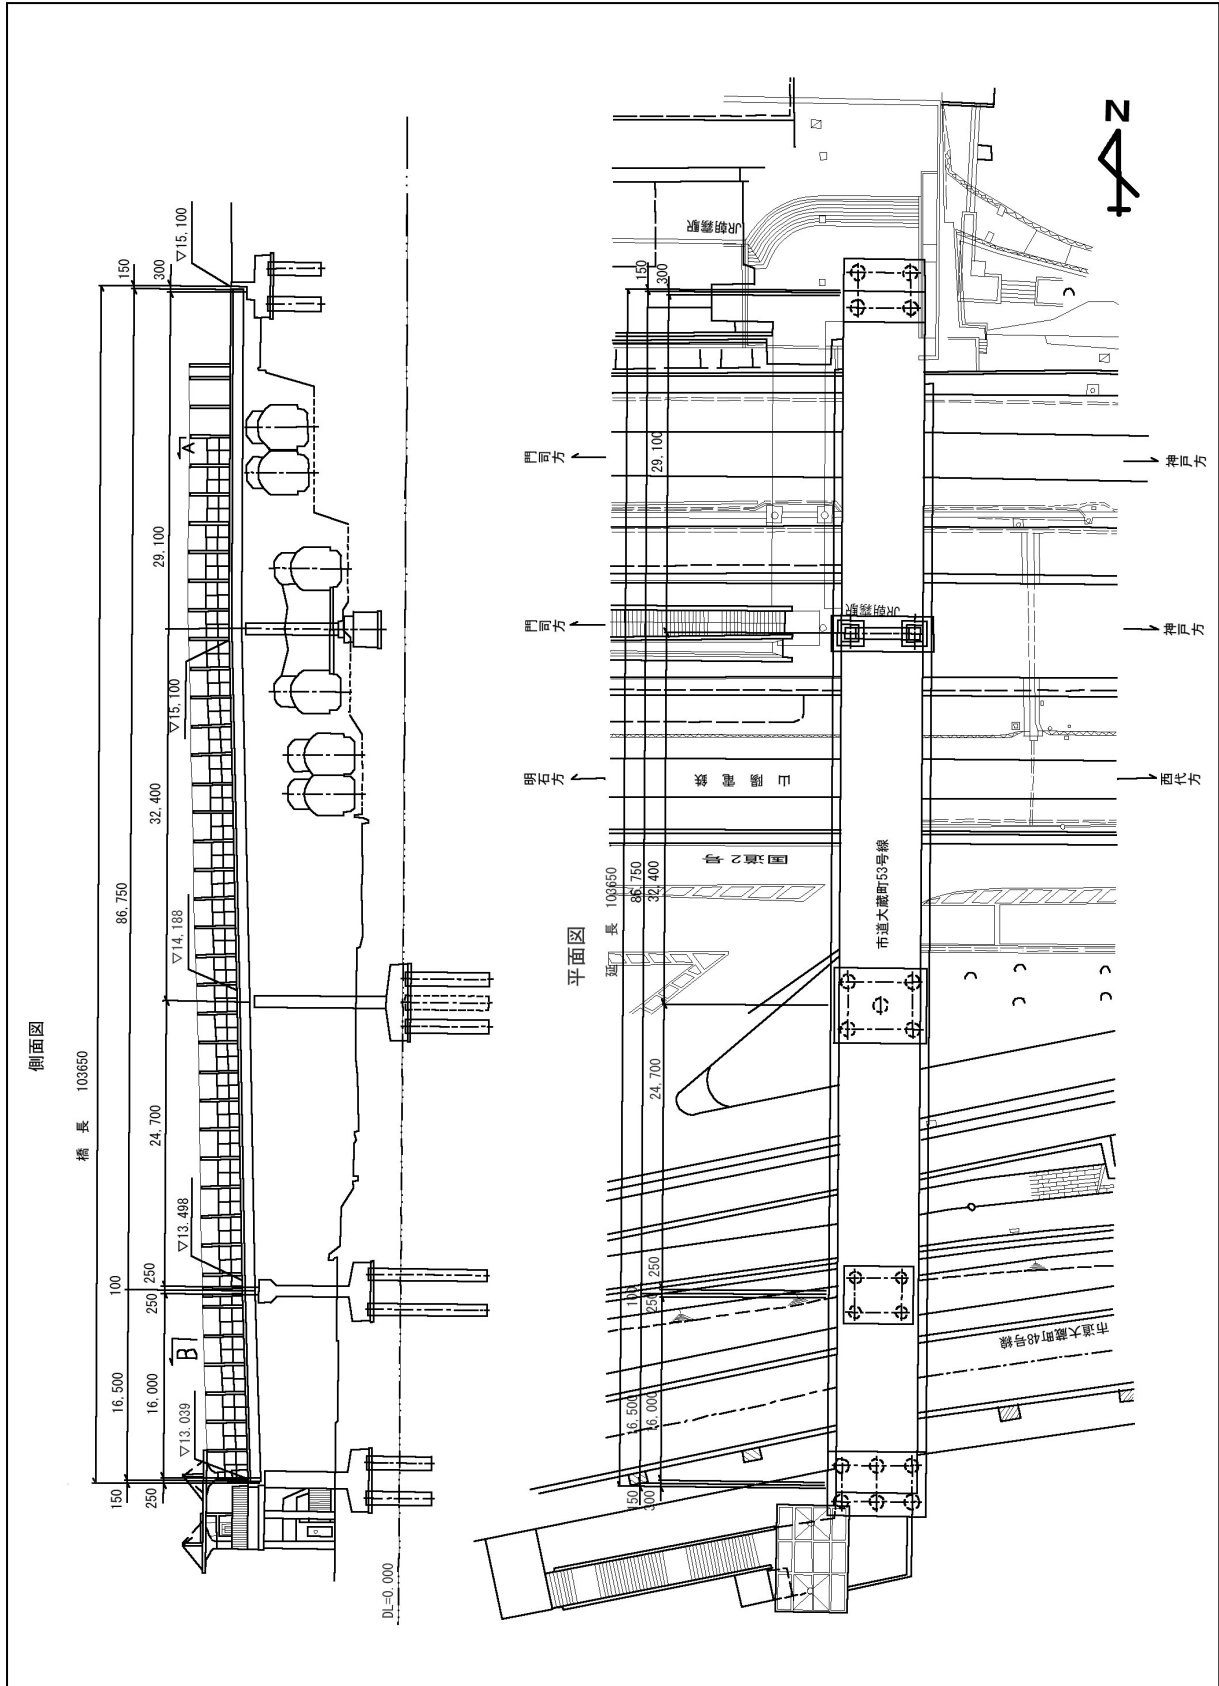 側面図
橋 長 103650
86,750
16,500
100
150
150
250
16,000
250
250
24,700
32,400
29,100
300
▽13.039
▽13.498
▽14,188
▽15,100
▽15,100
B
A
DL=0.000
平面図
延 長 103650
86,750
16,500
100
150
150
300
16,000
250
250
24,700
32,400
29,100
300
JR朝霧駅
JR朝霧駅
門司方
門司方
明石方
神戸方
神戸方
西代方
山陽電鉄
国道2号
市道大蔵町53号線
市道大蔵町48号線
N